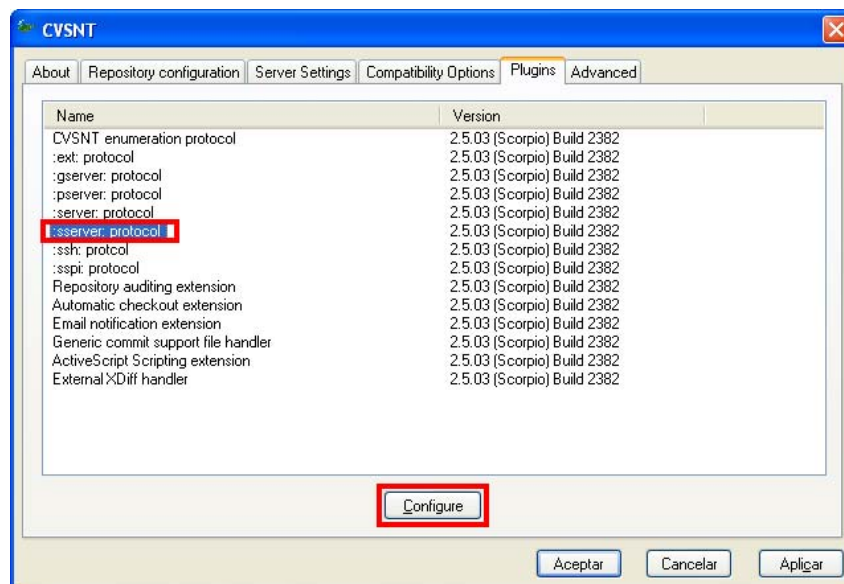 CVSNT
About Repository configuration Server Settings Compatibility Options Plugins Advanced
Name Version
CVSNT enumeration protocol 2.5.03 (Scorpio) Build 2382
:ext: protocol 2.5.03 (Scorpio) Build 2382
:gserver: protocol 2.5.03 (Scorpio) Build 2382
:pserver: protocol 2.5.03 (Scorpio) Build 2382
:server: protocol 2.5.03 (Scorpio) Build 2382
:sserver: protocol 2.5.03 (Scorpio) Build 2382
:ssh: protcol 2.5.03 (Scorpio) Build 2382
:sspi: protocol 2.5.03 (Scorpio) Build 2382
Repository auditing extension 2.5.03 (Scorpio) Build 2382
Automatic checkout extension 2.5.03 (Scorpio) Build 2382
Email notification extension 2.5.03 (Scorpio) Build 2382
Generic commit support file handler 2.5.03 (Scorpio) Build 2382
ActiveScript Scripting extension 2.5.03 (Scorpio) Build 2382
External XDiff handler 2.5.03 (Scorpio) Build 2382
Configure
Aceptar Cancelar Aplicar